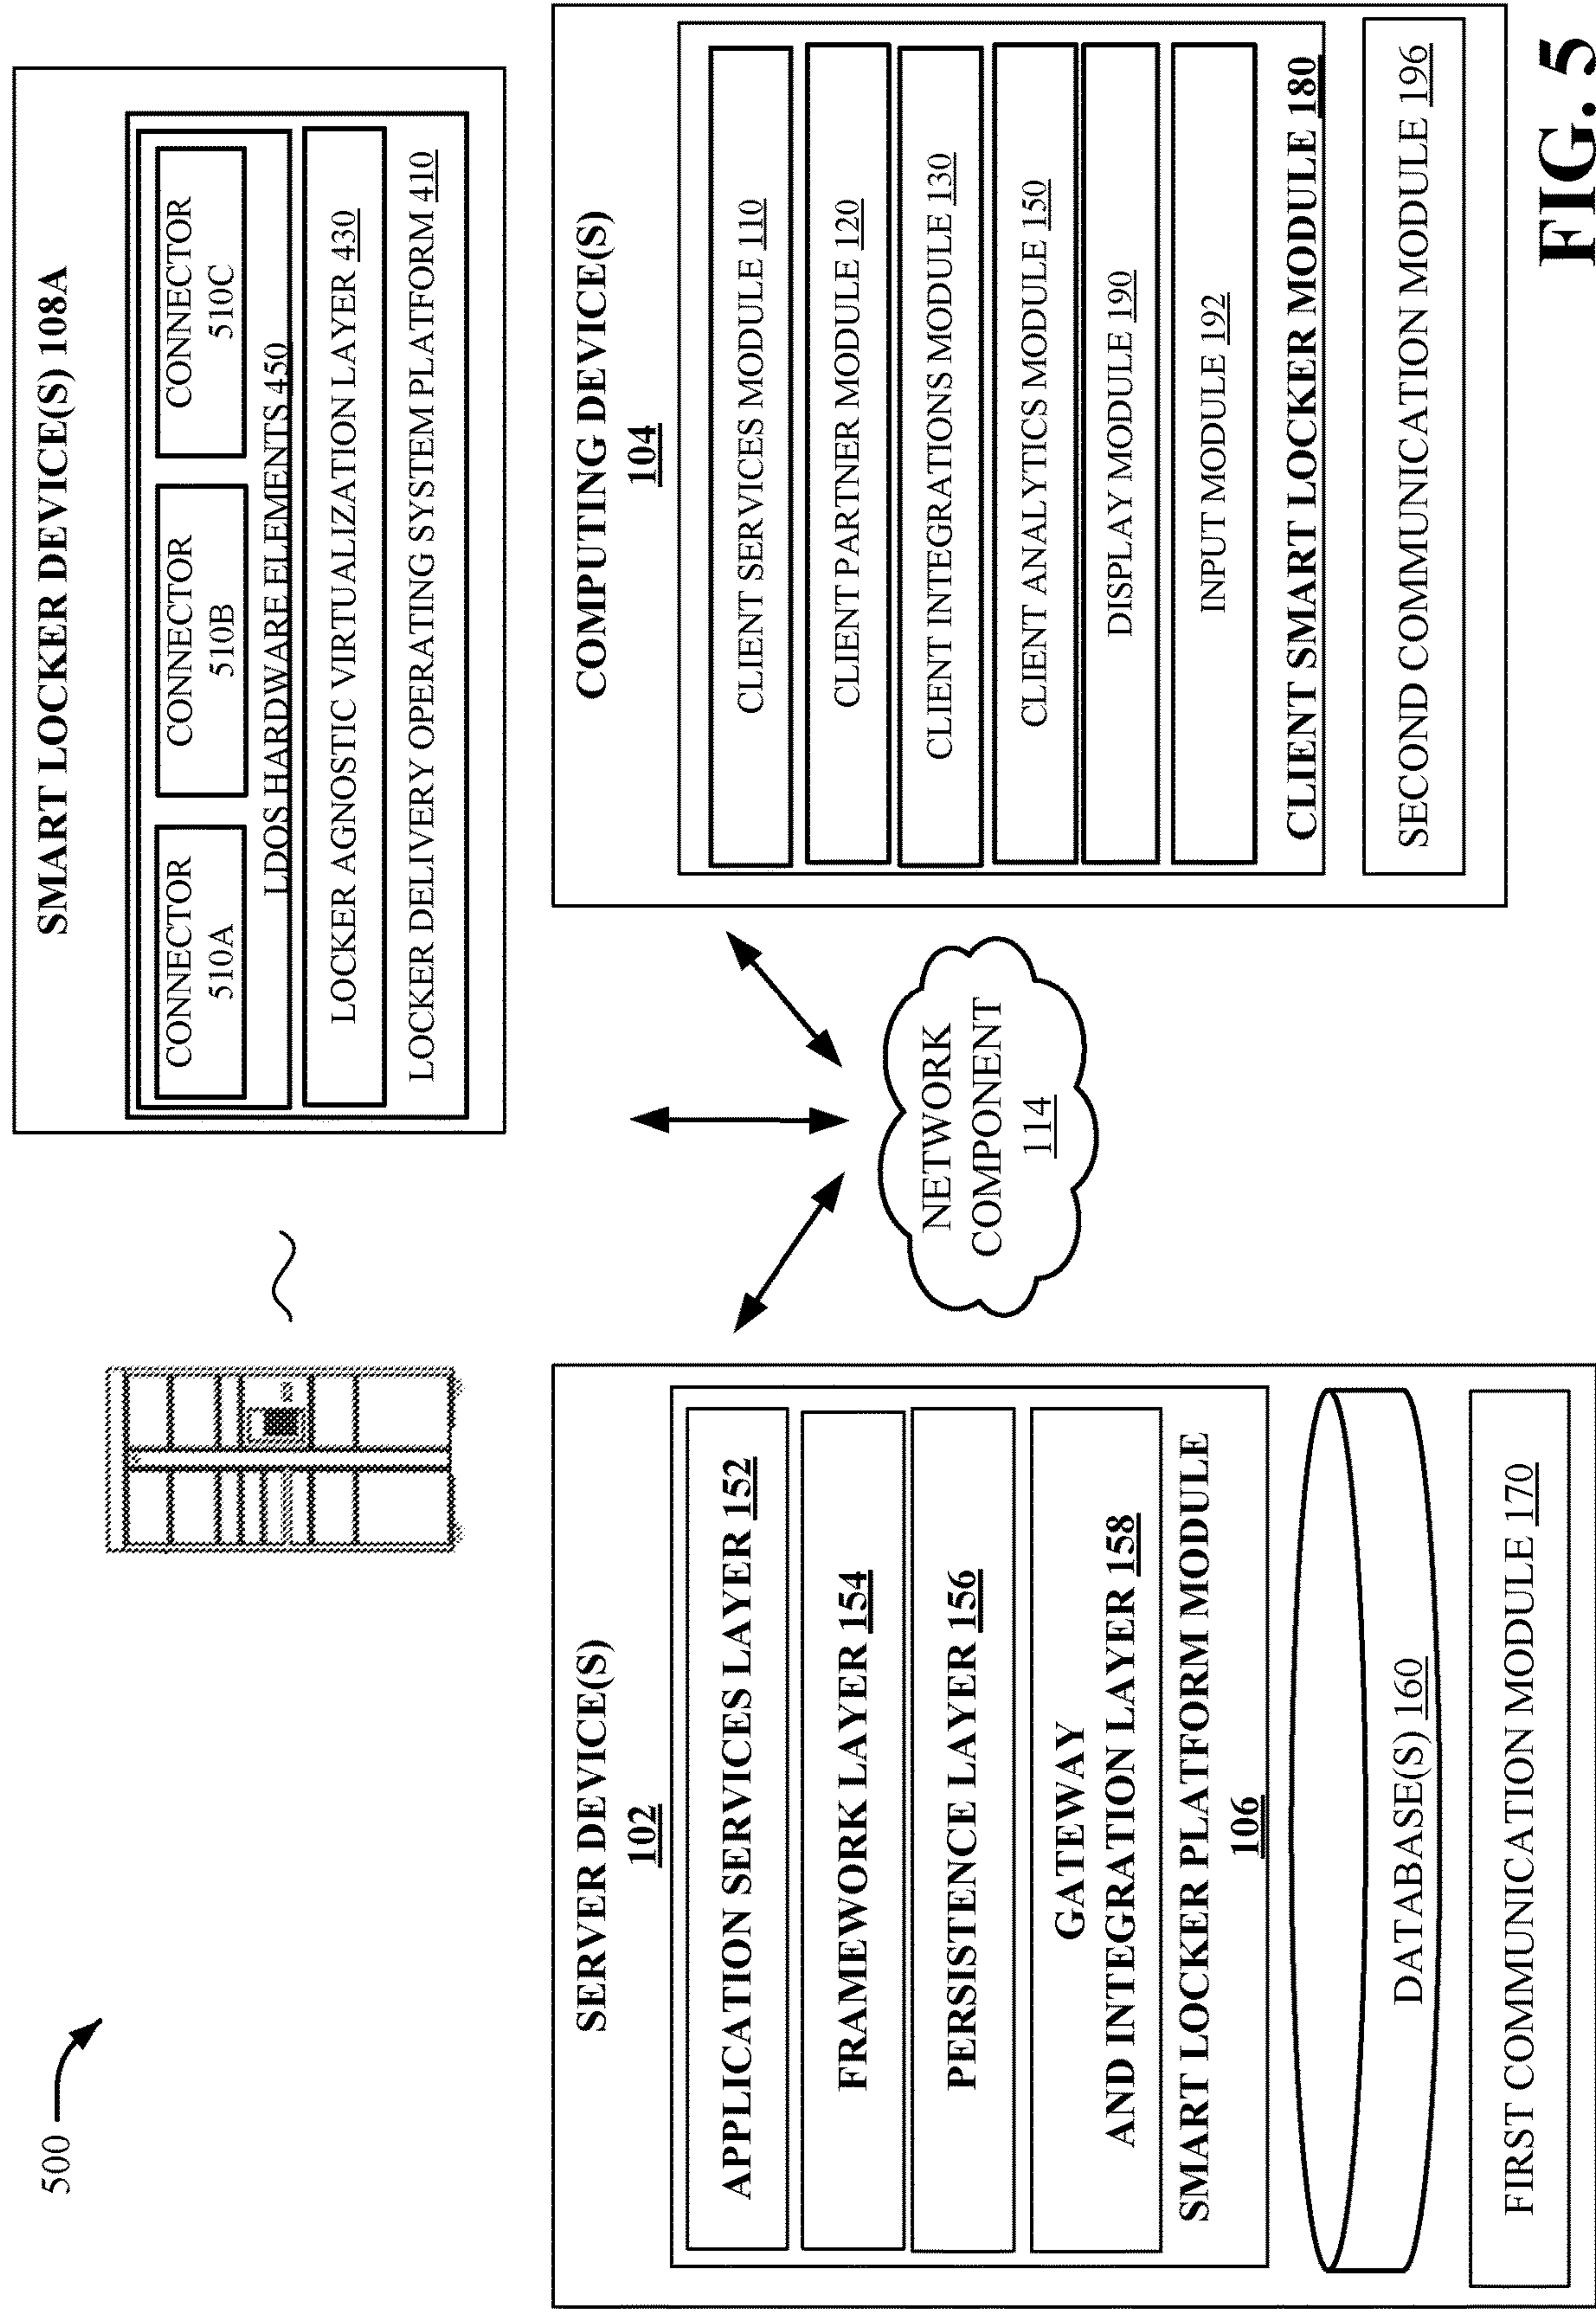 500
SMART LOCKER DEVICE(S) 108A
CONNECTOR
510A
CONNECTOR
510B
CONNECTOR
510C
LDOS HARDWARE ELEMENTS 450
LOCKER AGNOSTIC VIRTUALIZATION LAYER 430
LOCKER DELIVERY OPERATING SYSTEM PLATFORM 410
SERVER DEVICE(S)
102
APPLICATION SERVICES LAYER 152
FRAMEWORK LAYER 154
PERSISTENCE LAYER 156
GATEWAY
AND INTEGRATION LAYER 158
SMART LOCKER PLATFORM MODULE
106
DATABASE(S) 160
FIRST COMMUNICATION MODULE 170
NETWORK
COMPONENT
114
COMPUTING DEVICE(S)
104
CLIENT SERVICES MODULE 110
CLIENT PARTNER MODULE 120
CLIENT INTEGRATIONS MODULE 130
CLIENT ANALYTICS MODULE 150
DISPLAY MODULE 190
INPUT MODULE 192
CLIENT SMART LOCKER MODULE 180
SECOND COMMUNICATION MODULE 196
FIG. 5